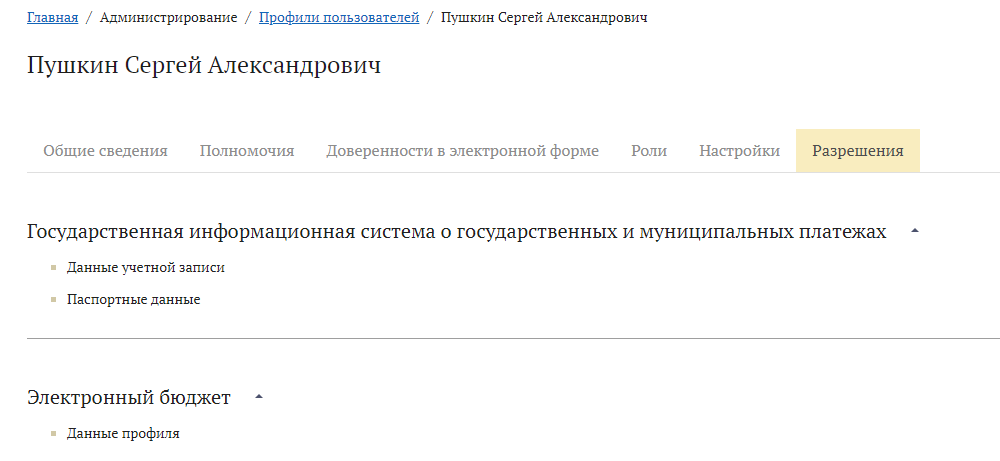 Главная / Администрирование / Профили пользователей / Пушкин Сергей Александрович
Пушкин Сергей Александрович
Общие сведения Полномочия Доверенности в электронной форме Роли Настройки Разрешения
Государственная информационная система о государственных и муниципальных платежах
Данные учетной записи
Паспортные данные
Электронный бюджет
Данные профиля